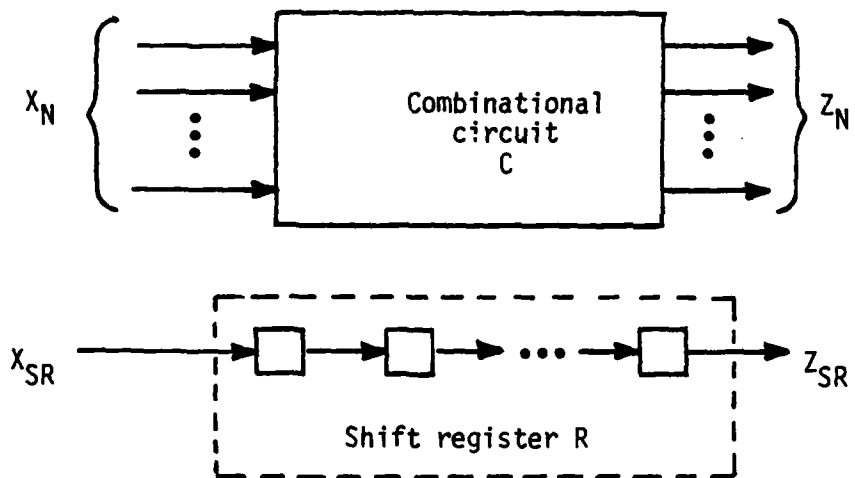 X_N
Combinational
circuit
C
Z_N
X_SR
Shift register R
Z_SR